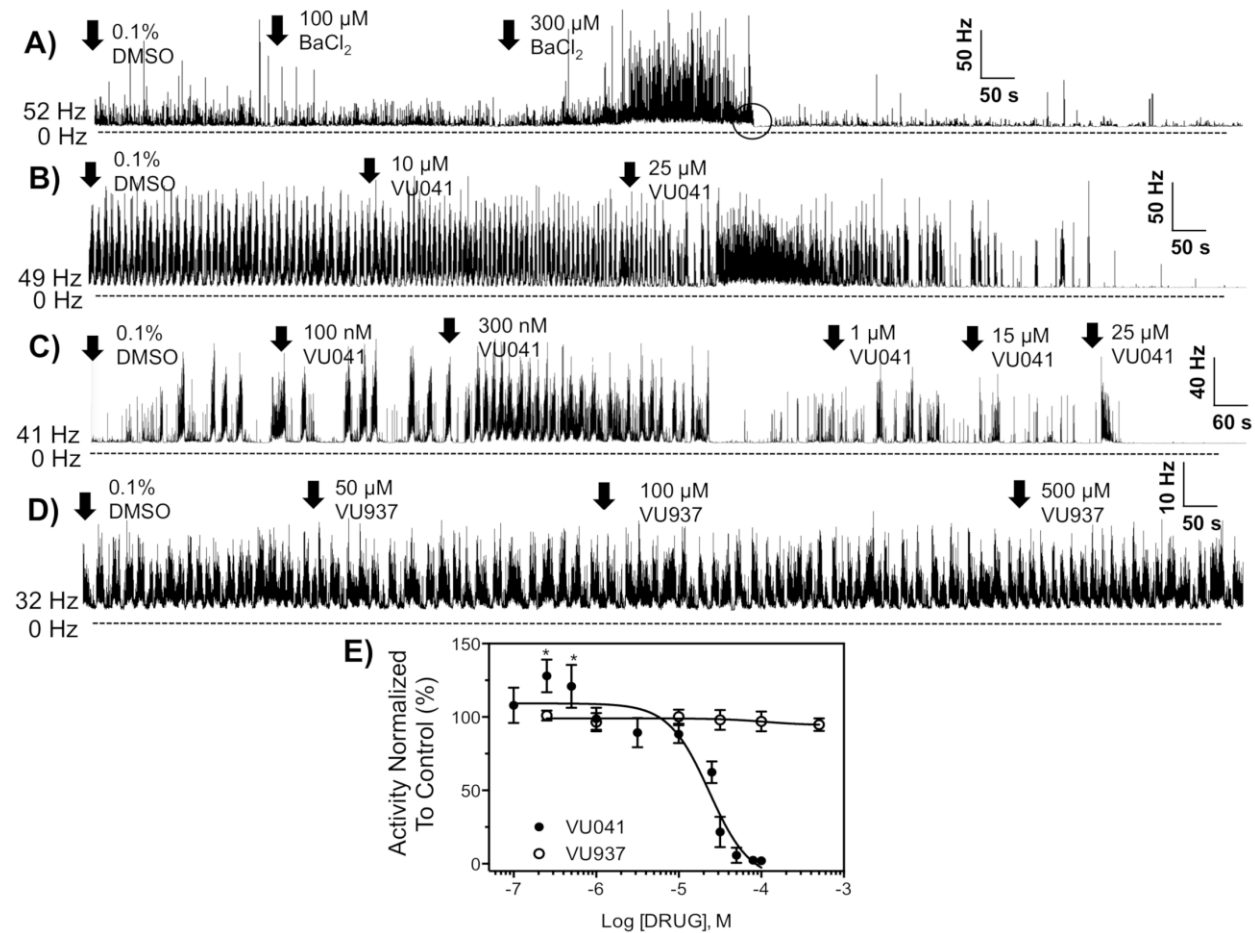 A)
0.1%
DMSO
100 µM
BaCl₂
300 µM
BaCl₂
50 Hz
50 s
52 Hz
0 Hz
B)
0.1%
DMSO
10 µM
VU041
25 µM
VU041
50 Hz
50 s
49 Hz
0 Hz
C)
0.1%
DMSO
100 nM
VU041
300 nM
VU041
1 µM
VU041
15 µM
VU041
25 µM
VU041
40 Hz
60 s
41 Hz
0 Hz
D)
0.1%
DMSO
50 µM
VU937
100 µM
VU937
500 µM
VU937
10 Hz
50 s
32 Hz
0 Hz
E)
Activity Normalized
To Control (%)
150
100
50
0
* *
VU041
VU937
-7 -6 -5 -4 -3
Log [DRUG], M